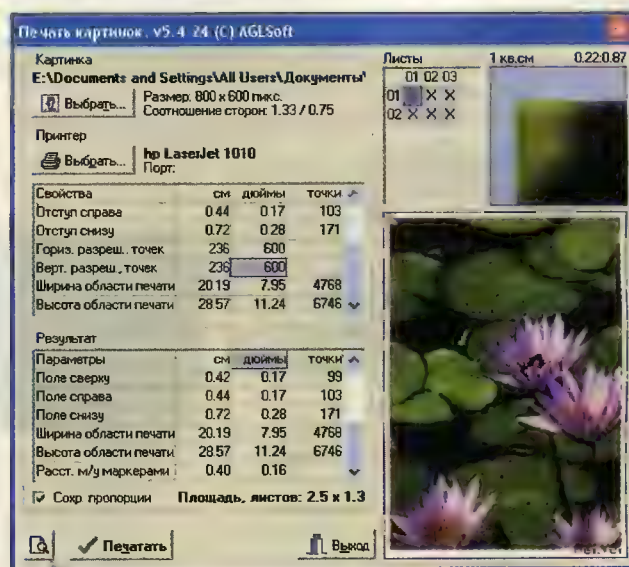 Печать картинок. v5.4.24 (C) AGLSoft
Картинка
E:\Documents and Settings\All Users\Документы\
Выбрать...
Размер: 800 x 600 пикс.
Соотношение сторон: 1.33 / 0.75
Принтер
Выбрать...
hp LaserJet 1010
Порт:
Свойства см дюймы точки
Отступ справа 0.44 0.17 103
Отступ снизу 0.72 0.28 171
Гориз. разреш., точек 236 600
Верт. разреш., точек 236 600
Ширина области печати 20.19 7.95 4768
Высота области печати 28.57 11.24 6746
Результат
Параметры см дюймы точки
Поле сверху 0.42 0.17 99
Поле справа 0.44 0.17 103
Поле снизу 0.72 0.28 171
Ширина области печати 20.19 7.95 4768
Высота области печати 28.57 11.24 6746
Расст. м/у маркерами 0.40 0.16
Сохр пропорции Площадь, листов: 2.5 x 1.3
Печатать
Выход
Листы
01 02 03
01 X X
02 X X X
1 кв.см 0.22:0.87